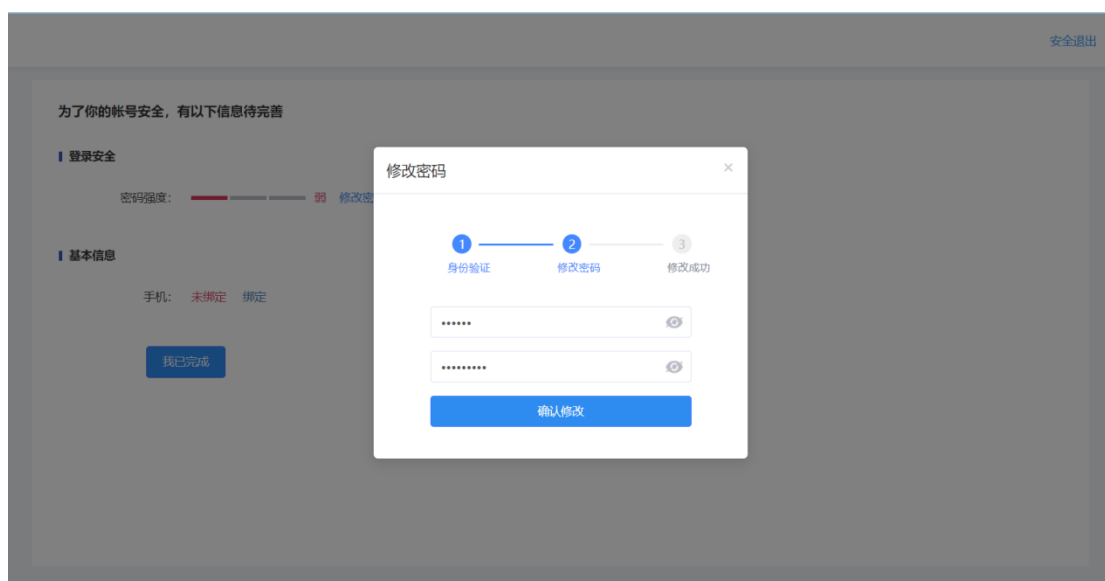 安全退出
为了你的帐号安全，有以下信息待完善
登录安全
密码强度： 弱 修改密
基本信息
手机： 未绑定 绑定
我已完成
修改密码 ×
1 2 3
身份验证 修改密码 修改成功
••••••
•••••••••
确认修改